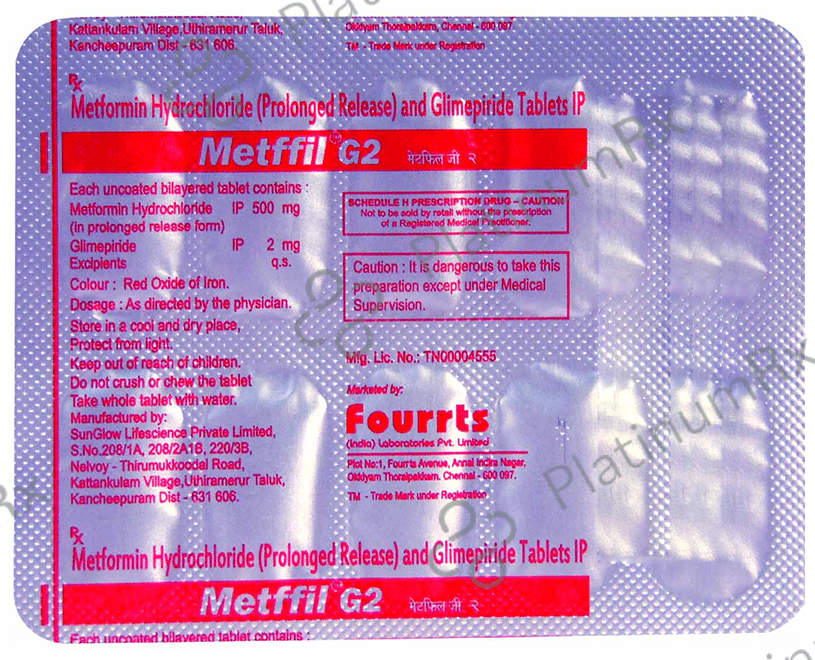 Kattankulam Village,Uthiramerur Taluk,
Kancheepuram Dist - 631 606.
Okkiyam Thoraipakkam, Chennai - 600 097.
TM - Trade Mark under Registration
Rx
Metformin Hydrochloride (Prolonged Release) and Glimepiride Tablets IP
Metffil™ G2 मेटफिल जी २
Each uncoated bilayered tablet contains :
Metformin Hydrochloride IP 500 mg
(in prolonged release form)
Glimepiride IP 2 mg
Excipients q.s.
Colour : Red Oxide of Iron.
Dosage : As directed by the physician.
Store in a cool and dry place,
Protect from light.
Keep out of reach of children.
Do not crush or chew the tablet
Take whole tablet with water.
Manufactured by:
SunGlow Lifescience Private Limited,
S.No.208/1A, 208/2A1B, 220/3B,
Nelvoy - Thirumukkoodal Road,
Kattankulam Village,Uthiramerur Taluk,
Kancheepuram Dist - 631 606.
SCHEDULE H PRESCRIPTION DRUG – CAUTION
Not to be sold by retail without the prescription
of a Registered Medical Practitioner.
Caution : It is dangerous to take this
preparation except under Medical
Supervision.
Mfg. Lic. No.: TN00004555
Marketed by:
Fourrts
(India) Laboratories Pvt. Limited
Plot No:1, Fourrts Avenue, Annai Indira Nagar,
Okkiyam Thoraipakkam, Chennai - 600 097.
TM - Trade Mark under Registration
Rx
Metformin Hydrochloride (Prolonged Release) and Glimepiride Tablets IP
Metffil™ G2 मेटफिल जी २
Each uncoated bilayered tablet contains :
PlatinumRx
PlatinumRx